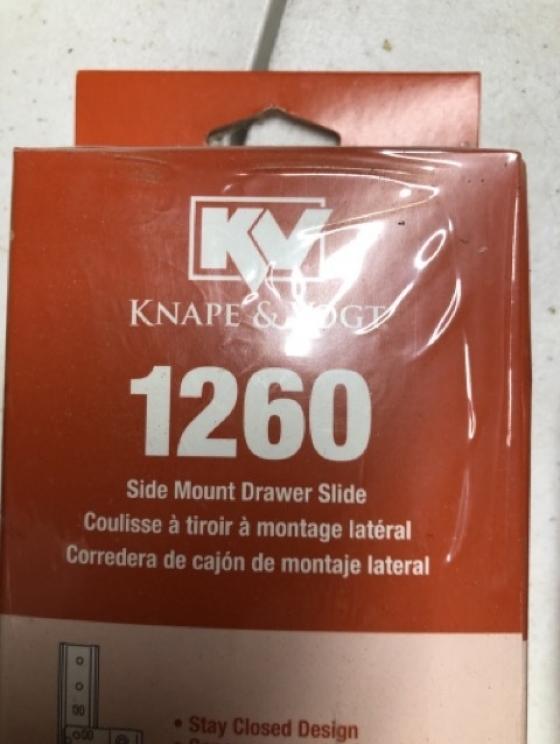 KV
KNAPE & VOGT
1260
Side Mount Drawer Slide
Coulisse à tiroir à montage latéral
Corredera de cajón de montaje lateral
• Stay Closed Design